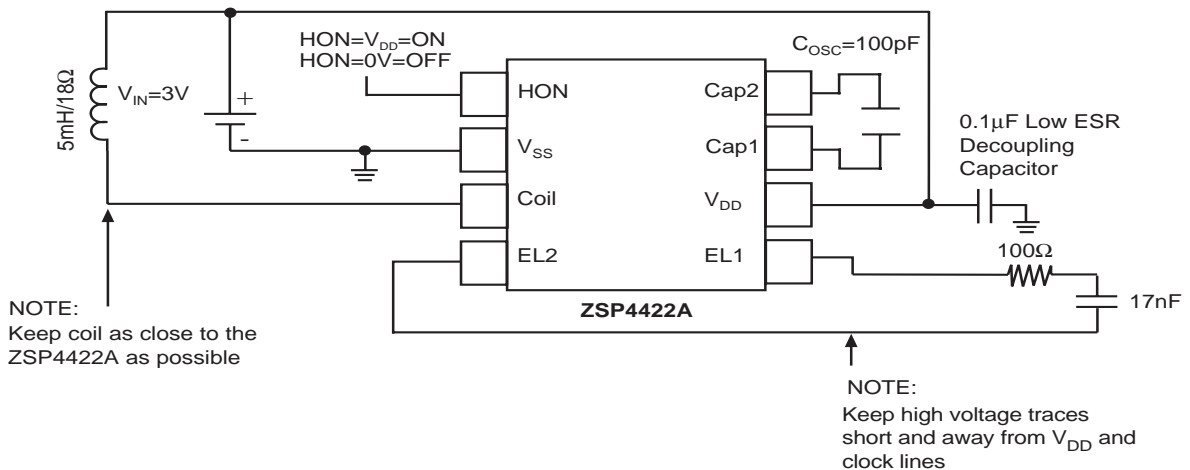 HON=VDD=ON
HON=0V=OFF
COSC=100pF
5mH/18Ω
VIN=3V
+
-
HON
VSS
Coil
EL2
Cap2
Cap1
VDD
EL1
ZSP4422A
0.1µF Low ESR
Decoupling
Capacitor
100Ω
17nF
NOTE:
Keep coil as close to the
ZSP4422A as possible
NOTE:
Keep high voltage traces
short and away from VDD and
clock lines